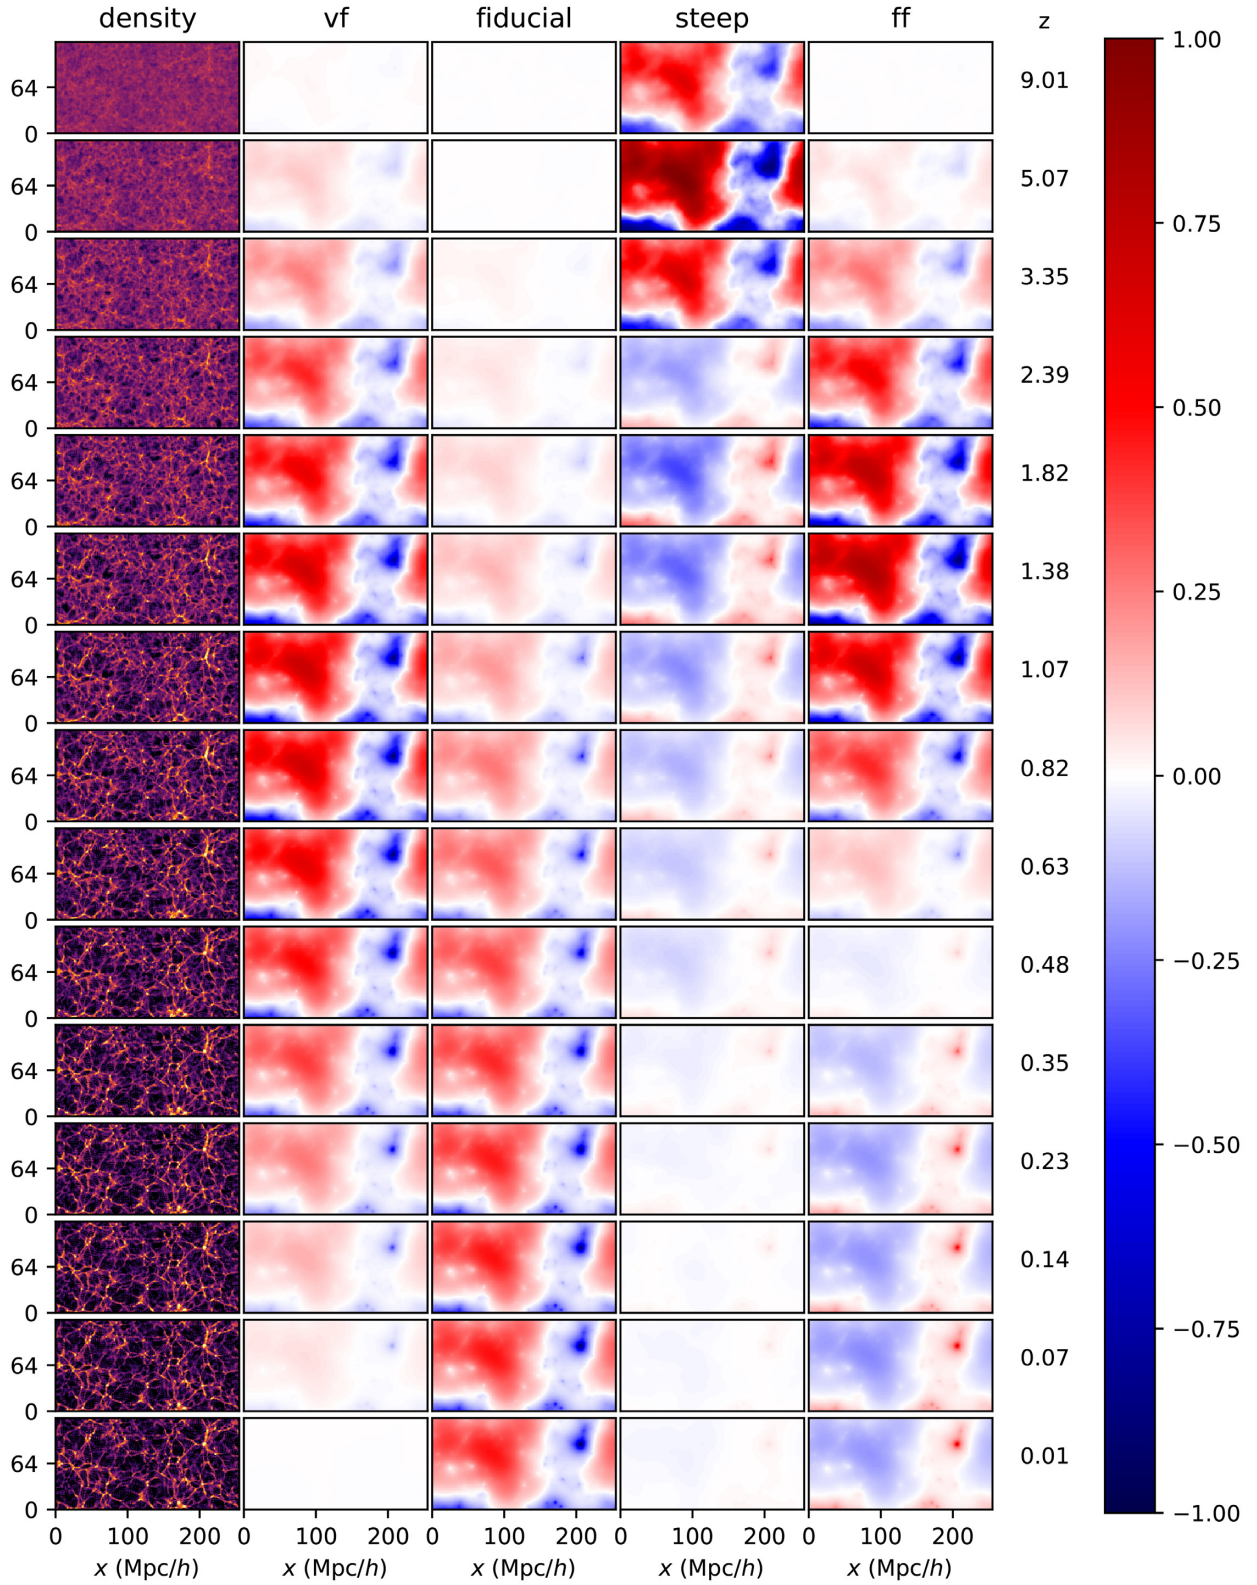 density vf fiducial steep ff z
64 9.01 1.00
0
64 5.07
0 0.75
64 3.35
0
64 2.39
0 0.50
64 1.82
0
64 1.38 0.25
0
64 1.07
0
64 0.82 0.00
0
64 0.63
0
64 0.48 −0.25
0
64 0.35
0
64 0.23 −0.50
0
64 0.14
0
64 0.07 −0.75
0
64 0.01
0 −1.00
0 100 200 0 100 200 0 100 200 0 100 200 0 100 200
x (Mpc/h) x (Mpc/h) x (Mpc/h) x (Mpc/h) x (Mpc/h)